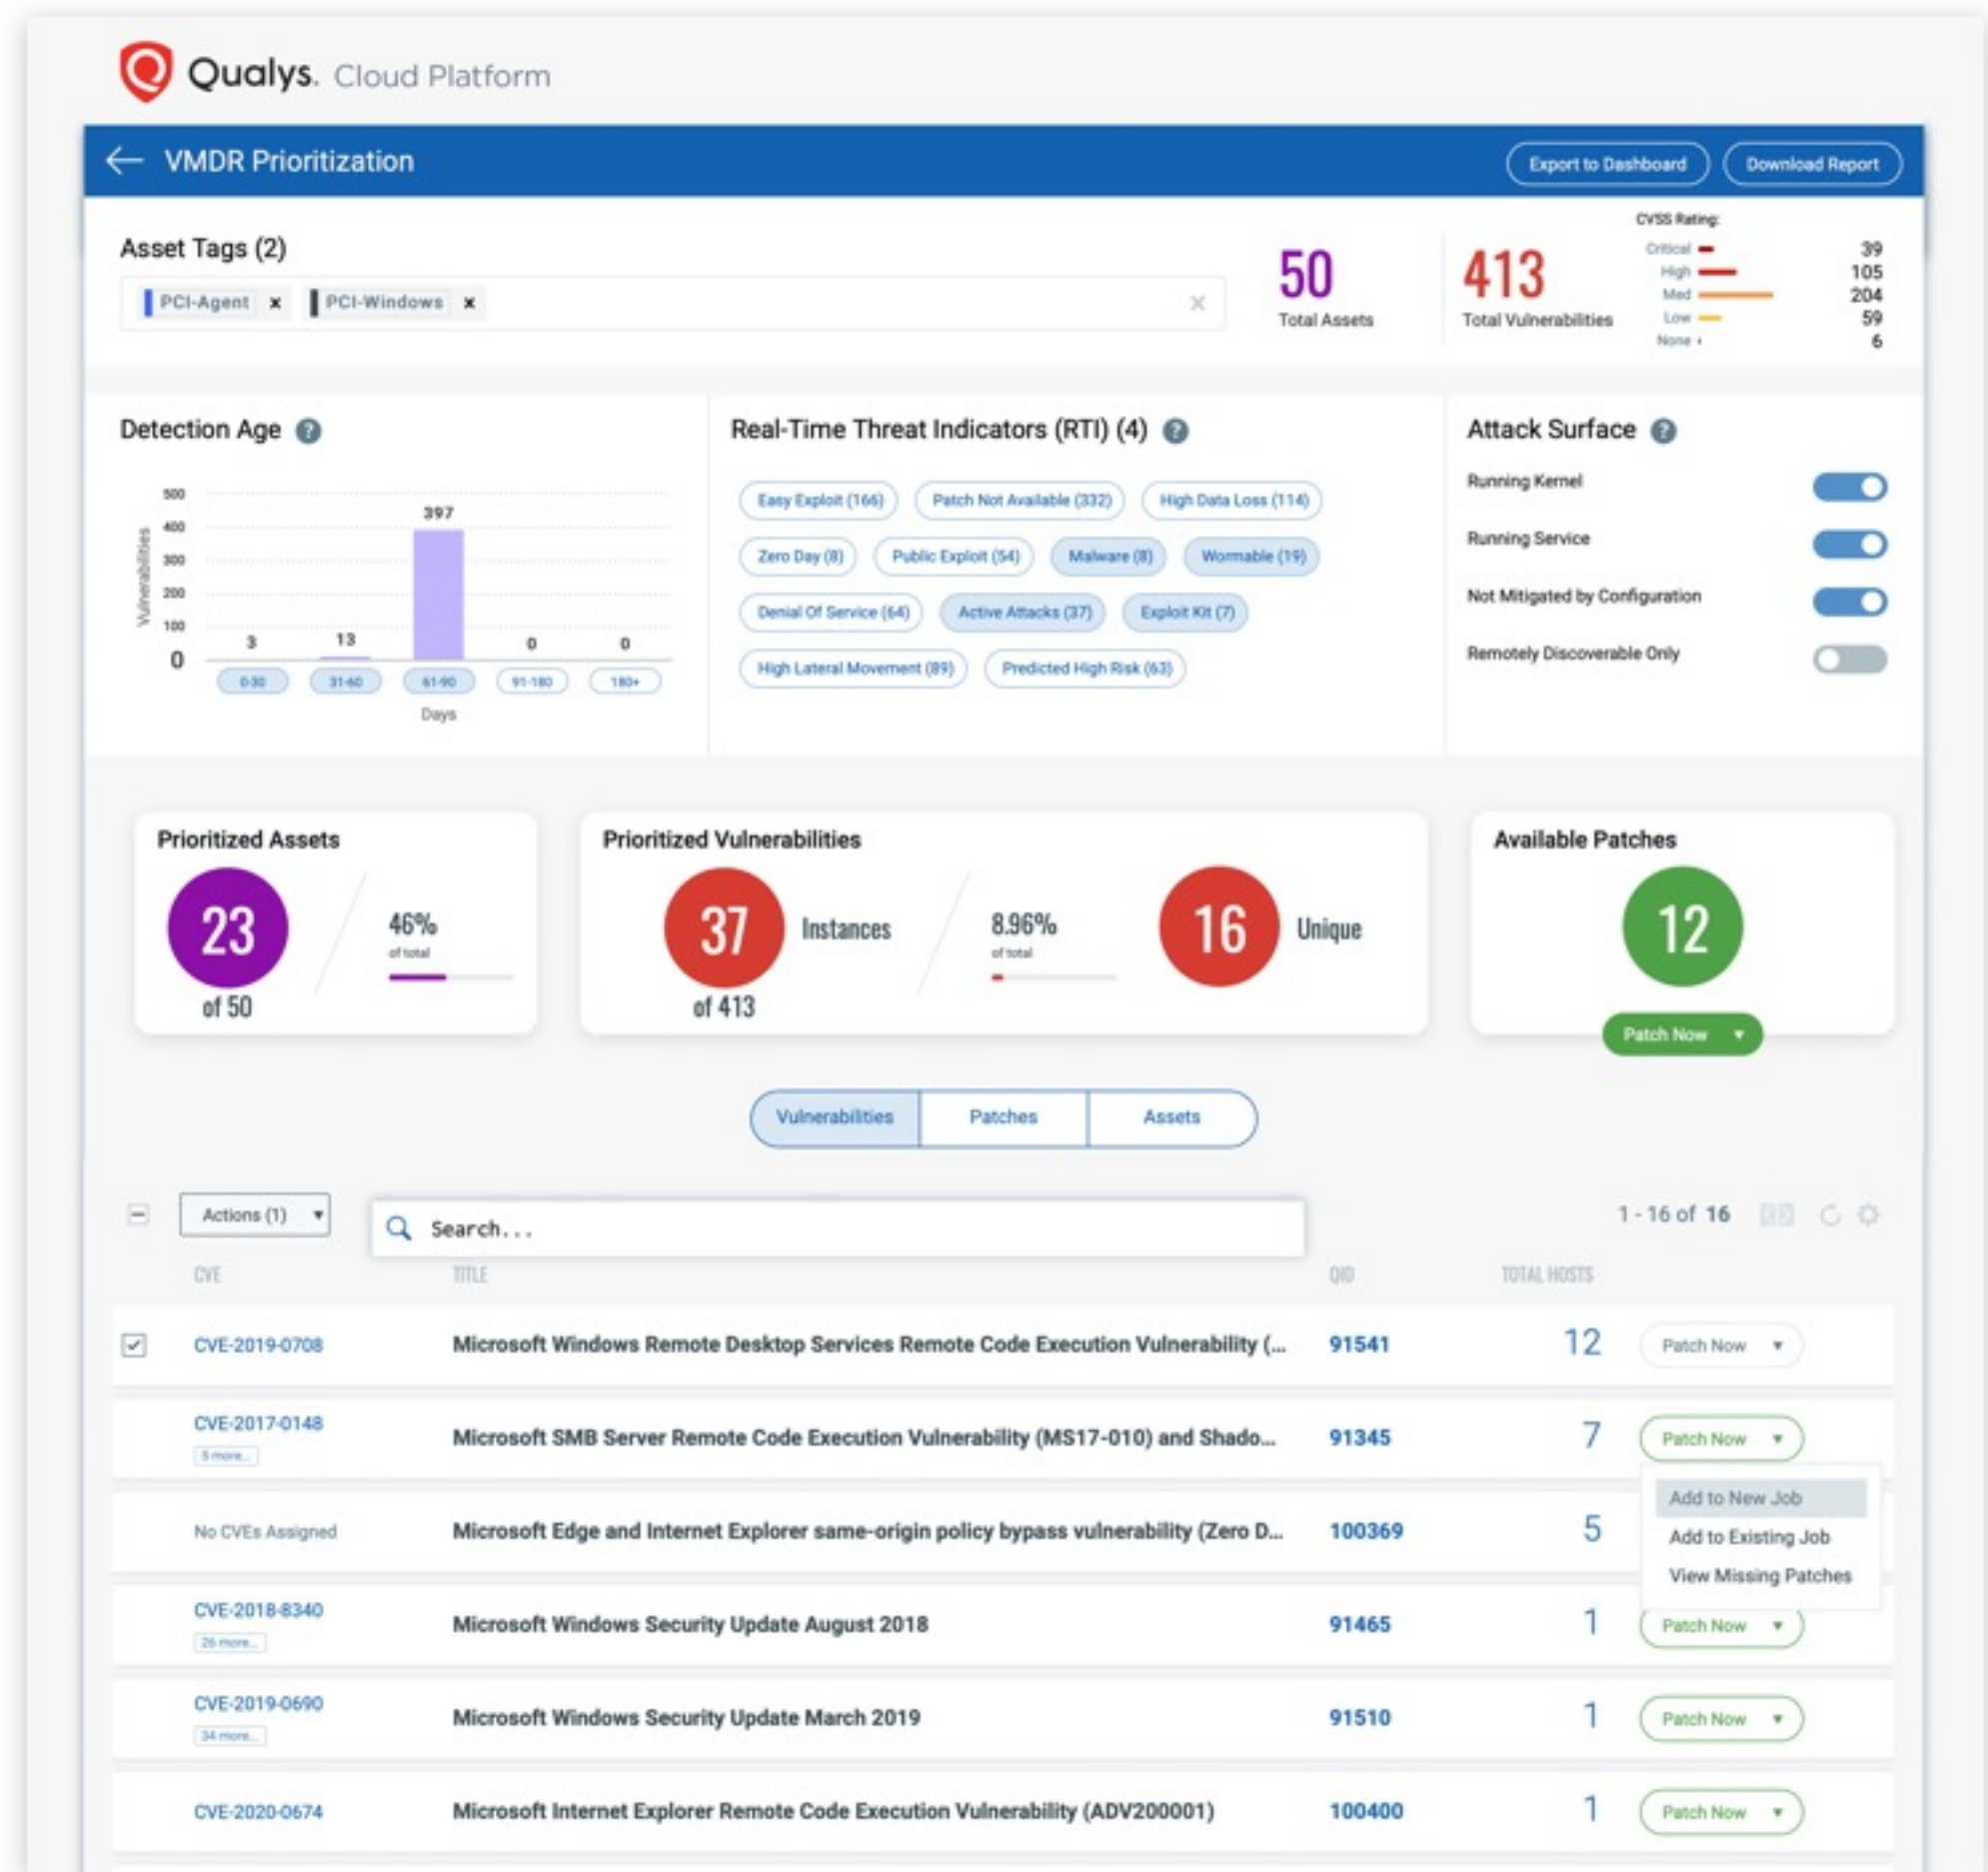 Qualys. Cloud Platform
VMDR Prioritization
Export to Dashboard
Download Report
Asset Tags (2)
PCI-Agent ×
PCI-Windows ×
×
50
Total Assets
413
Total Vulnerabilities
CVSS Rating:
Critical 39
High 105
Med 204
Low 59
None 6
Detection Age ?
Vulnerabilities
500
400
300
200
100
0
3
13
397
0
0
0-30
31-60
61-90
91-180
180+
Days
Real-Time Threat Indicators (RTI) (4) ?
Easy Exploit (166) Patch Not Available (332) High Data Loss (114)
Zero Day (8) Public Exploit (54) Malware (8) Wormable (19)
Denial Of Service (64) Active Attacks (37) Exploit Kit (7)
High Lateral Movement (89) Predicted High Risk (63)
Attack Surface ?
Running Kernel
Running Service
Not Mitigated by Configuration
Remotely Discoverable Only
Prioritized Assets
23
of 50
46%
of total
Prioritized Vulnerabilities
37 Instances
of 413
8.96%
of total
16 Unique
Available Patches
12
Patch Now
Vulnerabilities Patches Assets
Actions (1)
Search...
1 - 16 of 16
CVE TITLE QID TOTAL HOSTS
CVE-2019-0708 Microsoft Windows Remote Desktop Services Remote Code Execution Vulnerability (... 91541 12 Patch Now
CVE-2017-0148 Microsoft SMB Server Remote Code Execution Vulnerability (MS17-010) and Shado... 91345 7 Patch Now
5 more...
Add to New Job
Add to Existing Job
View Missing Patches
No CVEs Assigned Microsoft Edge and Internet Explorer same-origin policy bypass vulnerability (Zero D... 100369 5
CVE-2018-8340 Microsoft Windows Security Update August 2018 91465 1 Patch Now
26 more...
CVE-2019-0690 Microsoft Windows Security Update March 2019 91510 1 Patch Now
34 more...
CVE-2020-0674 Microsoft Internet Explorer Remote Code Execution Vulnerability (ADV200001) 100400 1 Patch Now